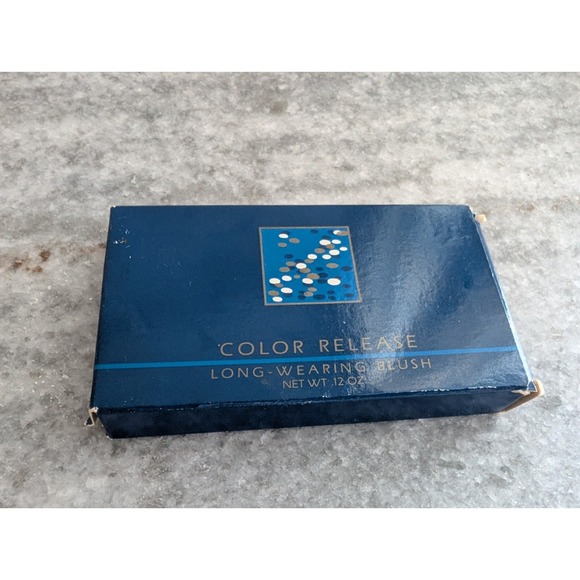 COLOR RELEASE
LONG-WEARING BLUSH
NET WT .12 OZ.